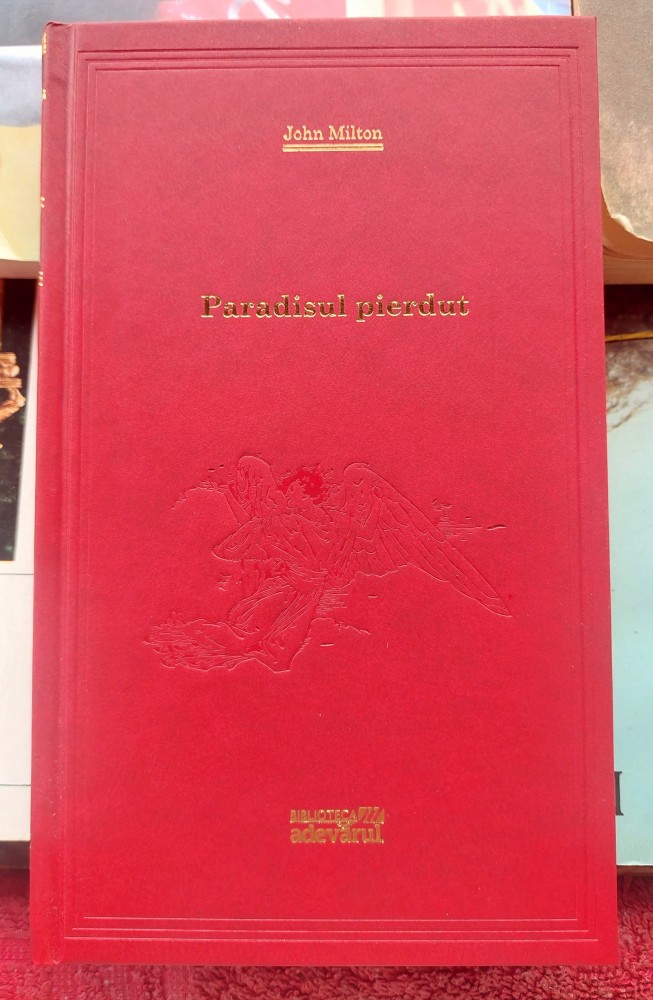 John Milton
Paradisul pierdut
BIBLIOTECA
adevărul